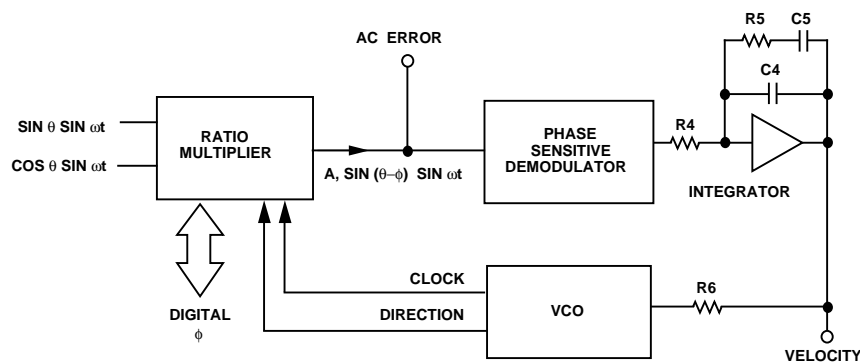 AC ERROR
R5
C5
C4
R4
SIN θ SIN ωt
COS θ SIN ωt
RATIO
MULTIPLIER
A, SIN (θ–ϕ) SIN ωt
PHASE
SENSITIVE
DEMODULATOR
INTEGRATOR
CLOCK
DIRECTION
VCO
R6
DIGITAL
ϕ
VELOCITY